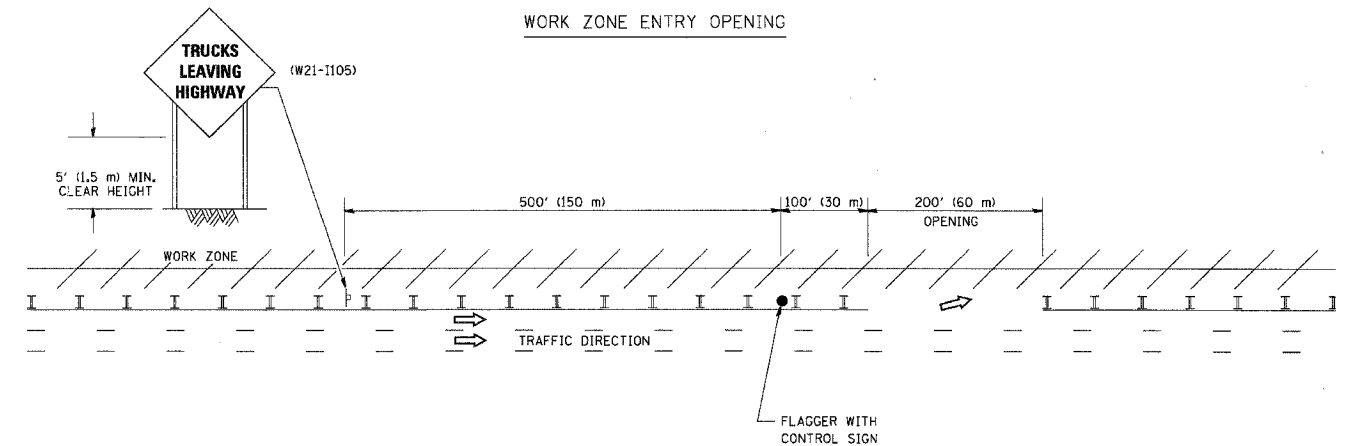 WORK ZONE ENTRY OPENING
TRUCKS
LEAVING
HIGHWAY
(W21-I105)
5' (1.5 m) MIN.
CLEAR HEIGHT
500' (150 m)
100' (30 m)
200' (60 m)
OPENING
WORK ZONE
TRAFFIC DIRECTION
FLAGGER WITH
CONTROL SIGN